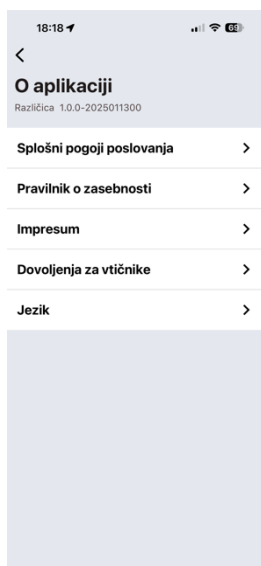 18:18
69
O aplikaciji
Različica 1.0.0-2025011300
Splošni pogoji poslovanja
Pravilnik o zasebnosti
Impresum
Dovoljenja za vtičnike
Jezik